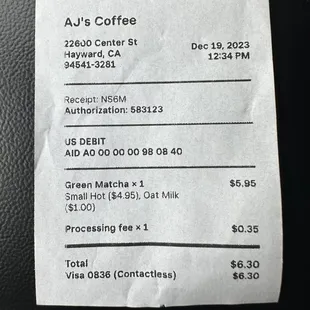 AJ's Coffee
22600 Center St
Hayward, CA
94541-3281
Dec 19, 2023
12:34 PM
Receipt: NS6M
Authorization: 583123
US DEBIT
AID A0 00 00 00 98 08 40
Green Matcha × 1 $5.95
Small Hot ($4.95), Oat Milk
($1.00)
Processing fee × 1 $0.35
Total $6.30
Visa 0836 (Contactless) $6.30